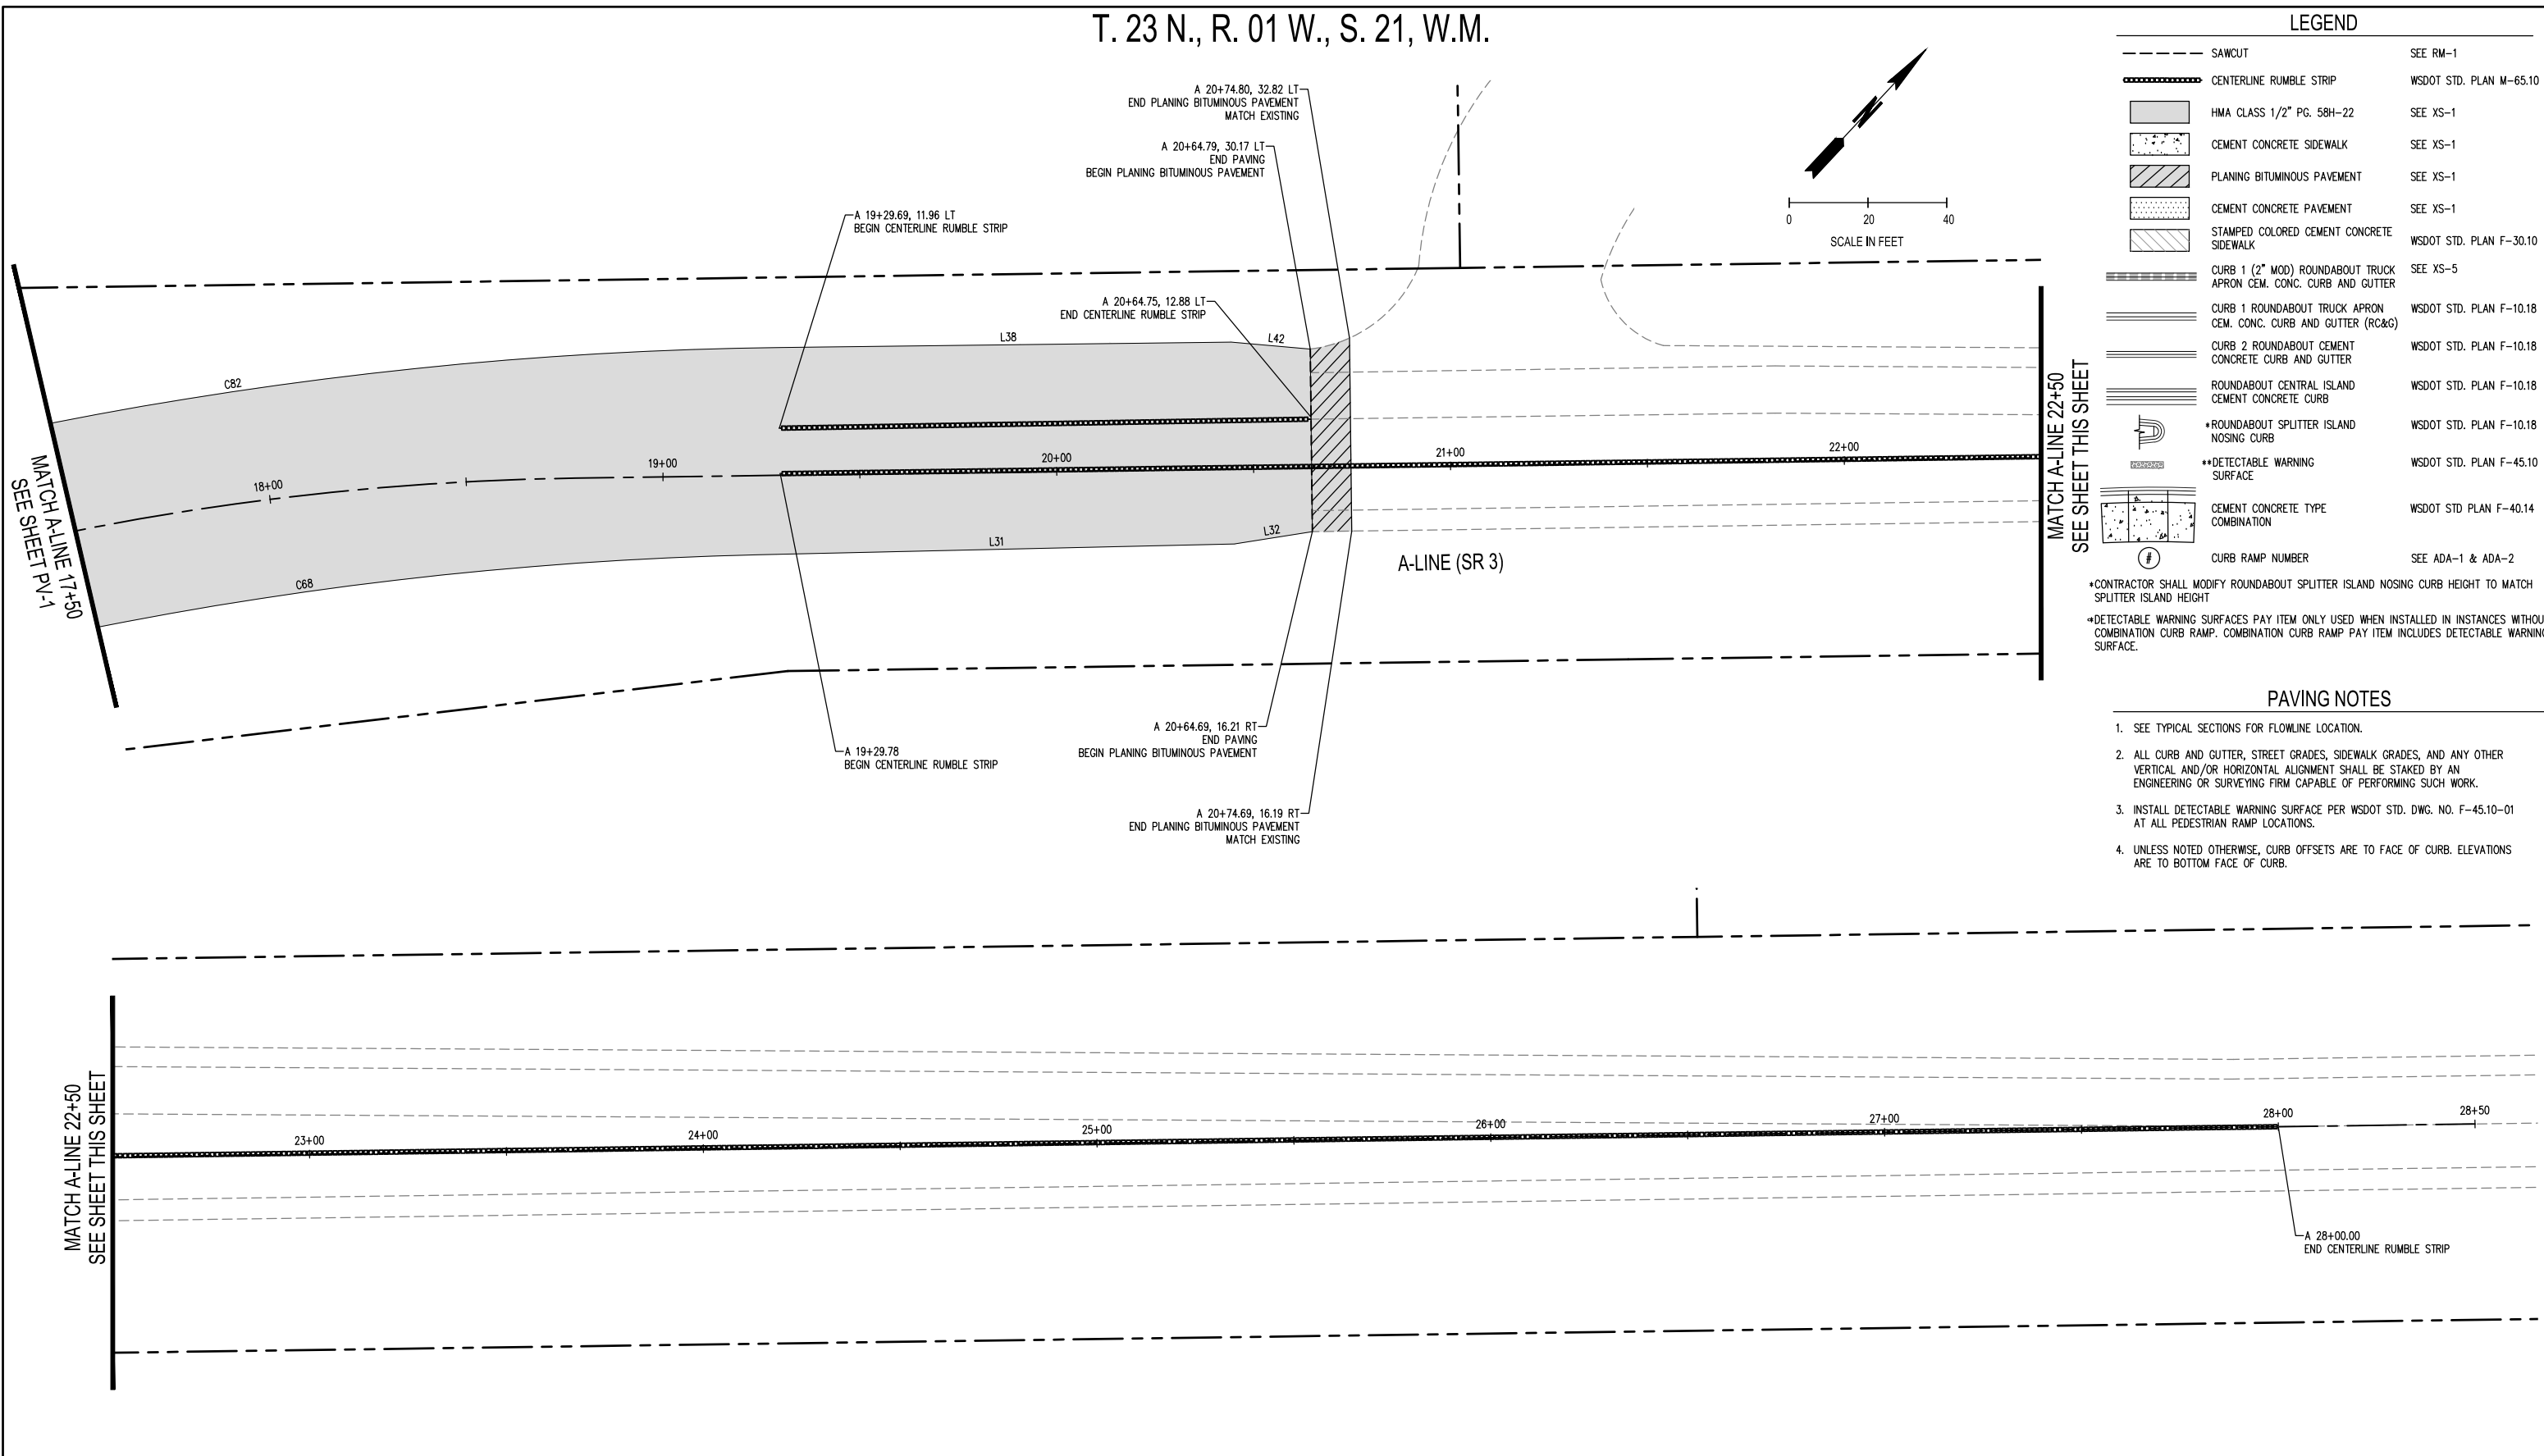 T. 23 N., R. 01 W., S. 21, W.M.
A 20+74.80, 32.82 LT
END PLANING BITUMINOUS PAVEMENT
MATCH EXISTING
A 20+64.79, 30.17 LT
END PAVING
BEGIN PLANING BITUMINOUS PAVEMENT
A 19+29.69, 11.96 LT
BEGIN CENTERLINE RUMBLE STRIP
A 20+64.75, 12.88 LT
END CENTERLINE RUMBLE STRIP
0 20 40
SCALE IN FEET
L38
L42
C82
MATCH A-LINE 17+50
SEE SHEET PV-1
18+00
19+00
20+00
21+00
22+00
L31
L32
C68
A-LINE (SR 3)
MATCH A-LINE 22+50
SEE SHEET THIS SHEET
A 20+64.69, 16.21 RT
END PAVING
BEGIN PLANING BITUMINOUS PAVEMENT
A 19+29.78
BEGIN CENTERLINE RUMBLE STRIP
A 20+74.69, 16.19 RT
END PLANING BITUMINOUS PAVEMENT
MATCH EXISTING
LEGEND
SAWCUT SEE RM-1
CENTERLINE RUMBLE STRIP WSDOT STD. PLAN M-65.10
HMA CLASS 1/2" PG. 58H-22 SEE XS-1
CEMENT CONCRETE SIDEWALK SEE XS-1
PLANING BITUMINOUS PAVEMENT SEE XS-1
CEMENT CONCRETE PAVEMENT SEE XS-1
STAMPED COLORED CEMENT CONCRETE
SIDEWALK WSDOT STD. PLAN F-30.10
CURB 1 (2" MOD) ROUNDABOUT TRUCK SEE XS-5
APRON CEM. CONC. CURB AND GUTTER
CURB 1 ROUNDABOUT TRUCK APRON WSDOT STD. PLAN F-10.18
CEM. CONC. CURB AND GUTTER (RC&G)
CURB 2 ROUNDABOUT CEMENT WSDOT STD. PLAN F-10.18
CONCRETE CURB AND GUTTER
ROUNDABOUT CENTRAL ISLAND WSDOT STD. PLAN F-10.18
CEMENT CONCRETE CURB
*ROUNDABOUT SPLITTER ISLAND WSDOT STD. PLAN F-10.18
NOSING CURB
**DETECTABLE WARNING WSDOT STD. PLAN F-45.10
SURFACE
CEMENT CONCRETE TYPE WSDOT STD PLAN F-40.14
COMBINATION
# CURB RAMP NUMBER SEE ADA-1 & ADA-2
*CONTRACTOR SHALL MODIFY ROUNDABOUT SPLITTER ISLAND NOSING CURB HEIGHT TO MATCH
SPLITTER ISLAND HEIGHT
**DETECTABLE WARNING SURFACES PAY ITEM ONLY USED WHEN INSTALLED IN INSTANCES WITHOU
COMBINATION CURB RAMP. COMBINATION CURB RAMP PAY ITEM INCLUDES DETECTABLE WARNING
SURFACE.
PAVING NOTES
1. SEE TYPICAL SECTIONS FOR FLOWLINE LOCATION.
2. ALL CURB AND GUTTER, STREET GRADES, SIDEWALK GRADES, AND ANY OTHER
VERTICAL AND/OR HORIZONTAL ALIGNMENT SHALL BE STAKED BY AN
ENGINEERING OR SURVEYING FIRM CAPABLE OF PERFORMING SUCH WORK.
3. INSTALL DETECTABLE WARNING SURFACE PER WSDOT STD. DWG. NO. F-45.10-01
AT ALL PEDESTRIAN RAMP LOCATIONS.
4. UNLESS NOTED OTHERWISE, CURB OFFSETS ARE TO FACE OF CURB. ELEVATIONS
ARE TO BOTTOM FACE OF CURB.
MATCH A-LINE 22+50
SEE SHEET THIS SHEET
23+00
24+00
25+00
26+00
27+00
28+00
28+50
A 28+00.00
END CENTERLINE RUMBLE STRIP